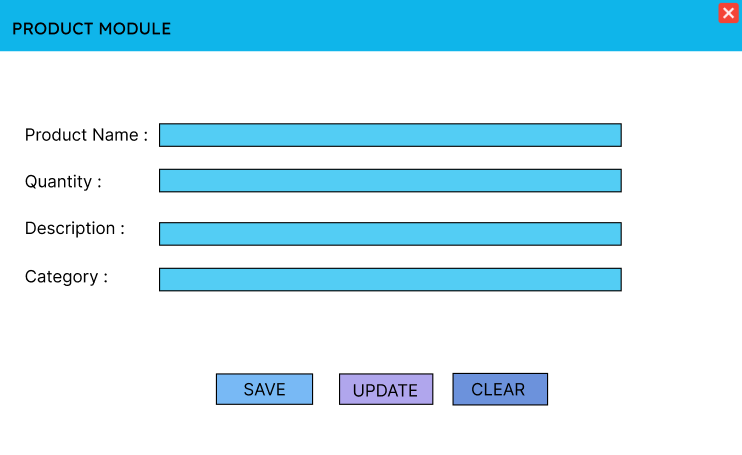 PRODUCT MODULE
Product Name :
Quantity :
Description :
Category :
SAVE UPDATE CLEAR